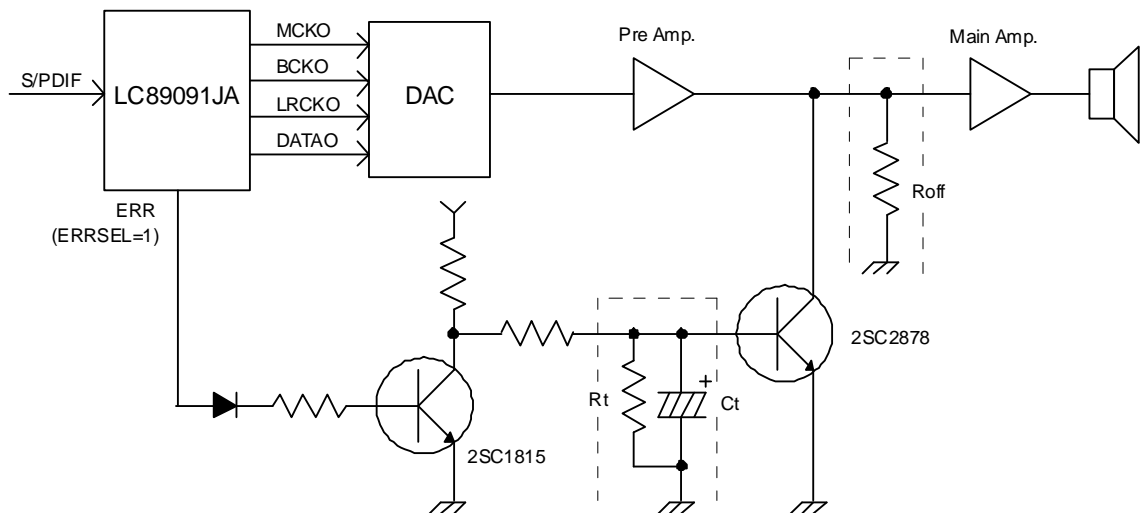 MCKO
Pre Amp.
Main Amp.
S/PDIF
LC89091JA
BCKO
DAC
LRCKO
DATAO
Roff
ERR
(ERRSEL=1)
2SC2878
Rt
+
Ct
2SC1815